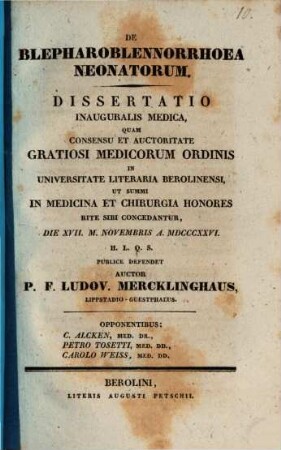 10.
DE
BLEPHAROBLENNORRHOEA
NEONATORUM.
DISSERTATIO
INAUGURALIS MEDICA,
QUAM
CONSENSU ET AUCTORITATE
GRATIOSI MEDICORUM ORDINIS
IN
UNIVERSITATE LITERARIA BEROLINENSI,
UT SUMMI
IN MEDICINA ET CHIRURGIA HONORES
RITE SIBI CONCEDANTUR,
DIE XVII. M. NOVEMBRIS A. MDCCCXXVI.
H. L. Q. S.
PUBLICE DEFENDET
AUCTOR
P. F. LUDOV. MERCKLINGHAUS,
LIPPSTADIO-GUESTPHALUS.
OPPONENTIBUS:
C. ALCKEN, MED. DR.,
PETRO TOSETTI, MED. DD.,
CAROLO WEISS, MED. DD.
BEROLINI,
LITERIS AUGUSTI PETSCHII.